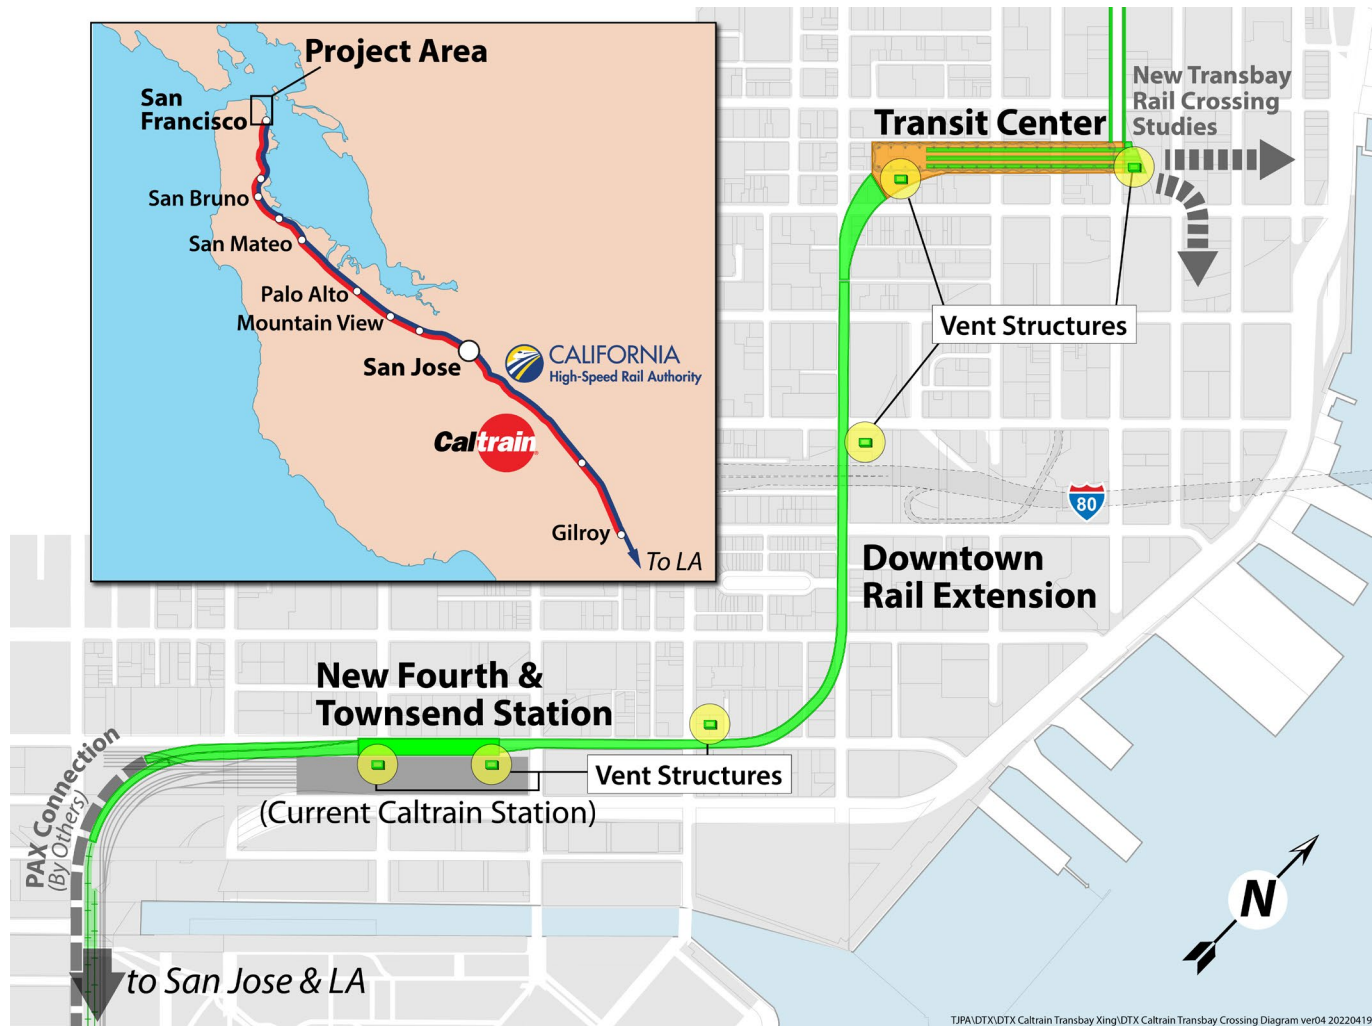 Project Area
San
Francisco
San Bruno
San Mateo
Palo Alto
Mountain View
San Jose
CALIFORNIA
High-Speed Rail Authority
Caltrain
Gilroy
To LA
Transit Center
New Transbay
Rail Crossing
Studies
Vent Structures
80
Downtown
Rail Extension
New Fourth &
Townsend Station
Vent Structures
(Current Caltrain Station)
PAX Connection
(By Others)
to San Jose & LA
N
TJPA\DTX\DTX Caltrain Transbay Xing\DTX Caltrain Transbay Crossing Diagram ver04 20220419